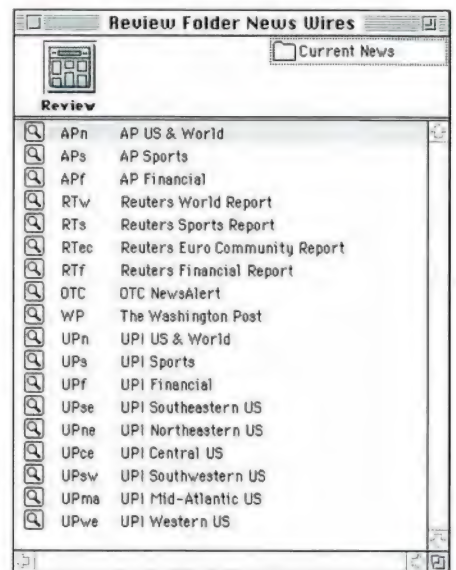 Review Folder News Wires
Current News
Review
APn AP US & World
APs AP Sports
APf AP Financial
RTw Reuters World Report
RTs Reuters Sports Report
RTec Reuters Euro Community Report
RTf Reuters Financial Report
OTC OTC NewsAlert
WP The Washington Post
UPn UPI US & World
UPs UPI Sports
UPf UPI Financial
UPse UPI Southeastern US
UPne UPI Northeastern US
UPce UPI Central US
UPsw UPI Southwestern US
UPma UPI Mid-Atlantic US
UPwe UPI Western US